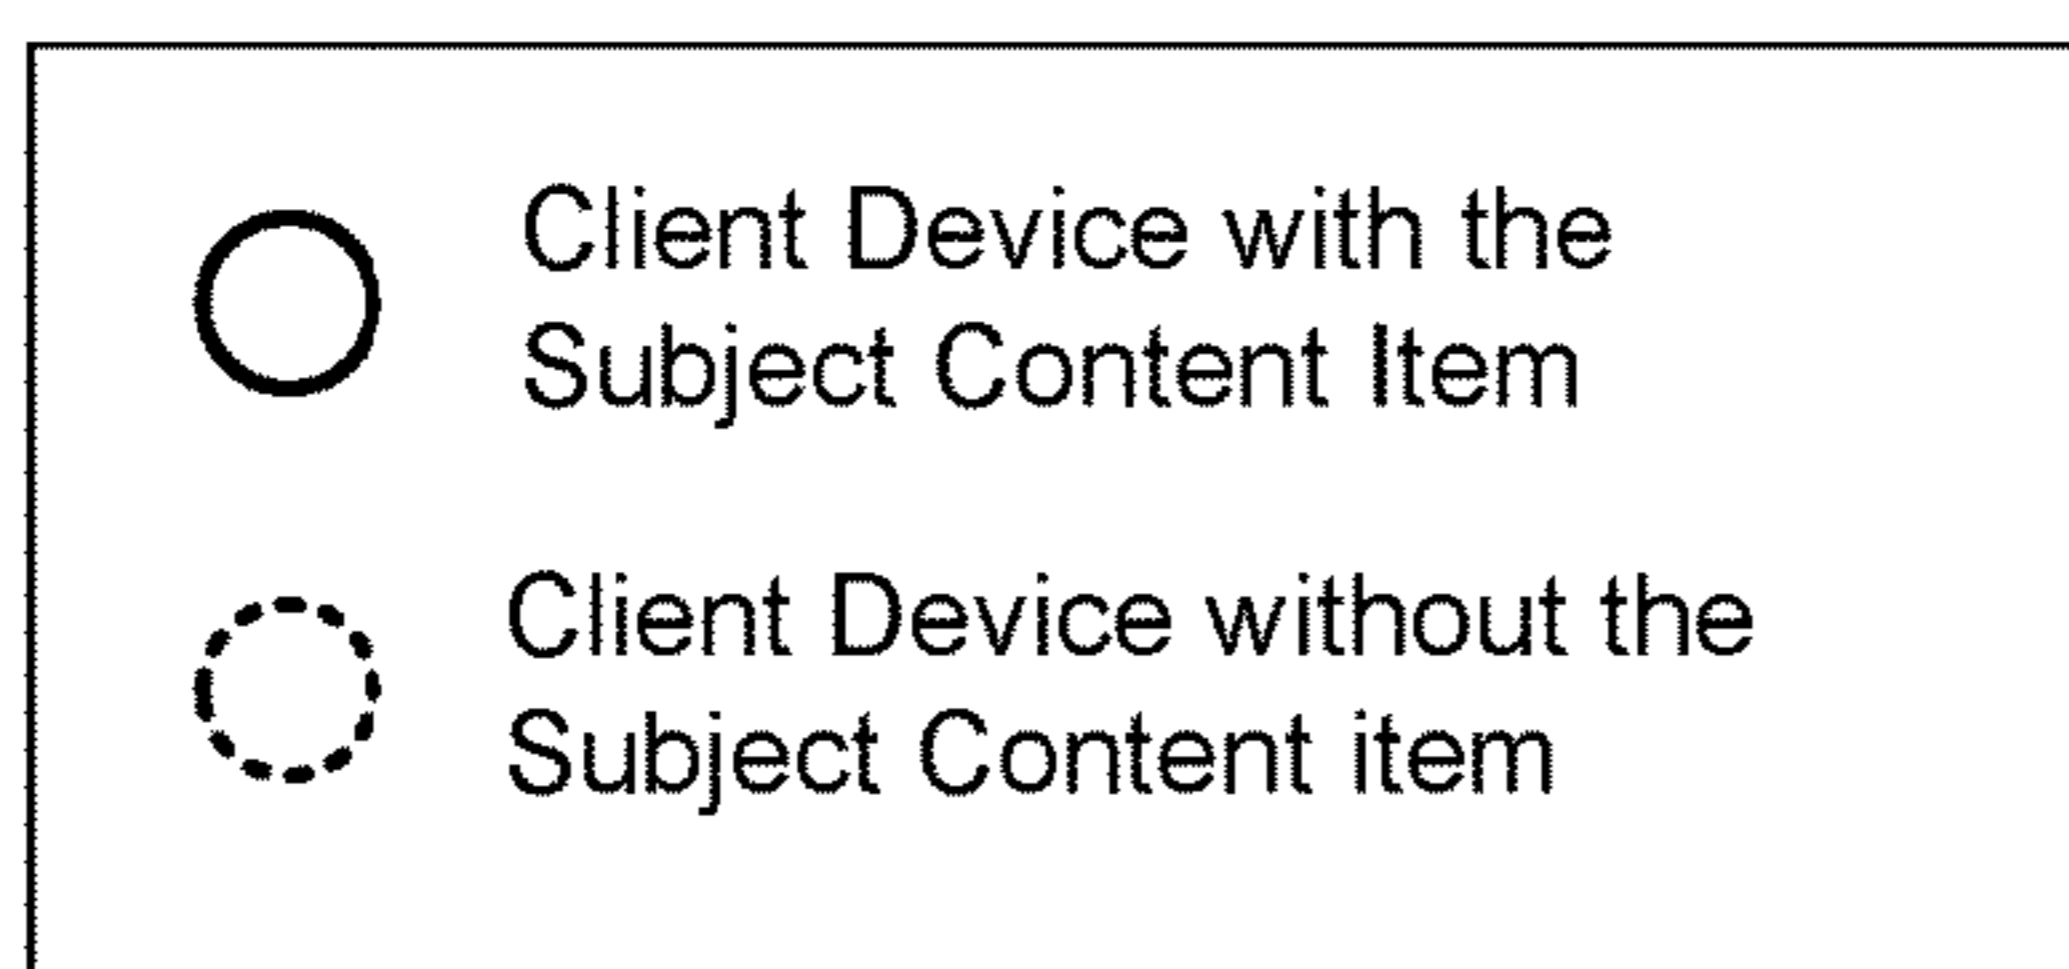 Client Device with the
Subject Content Item
Client Device without the
Subject Content item